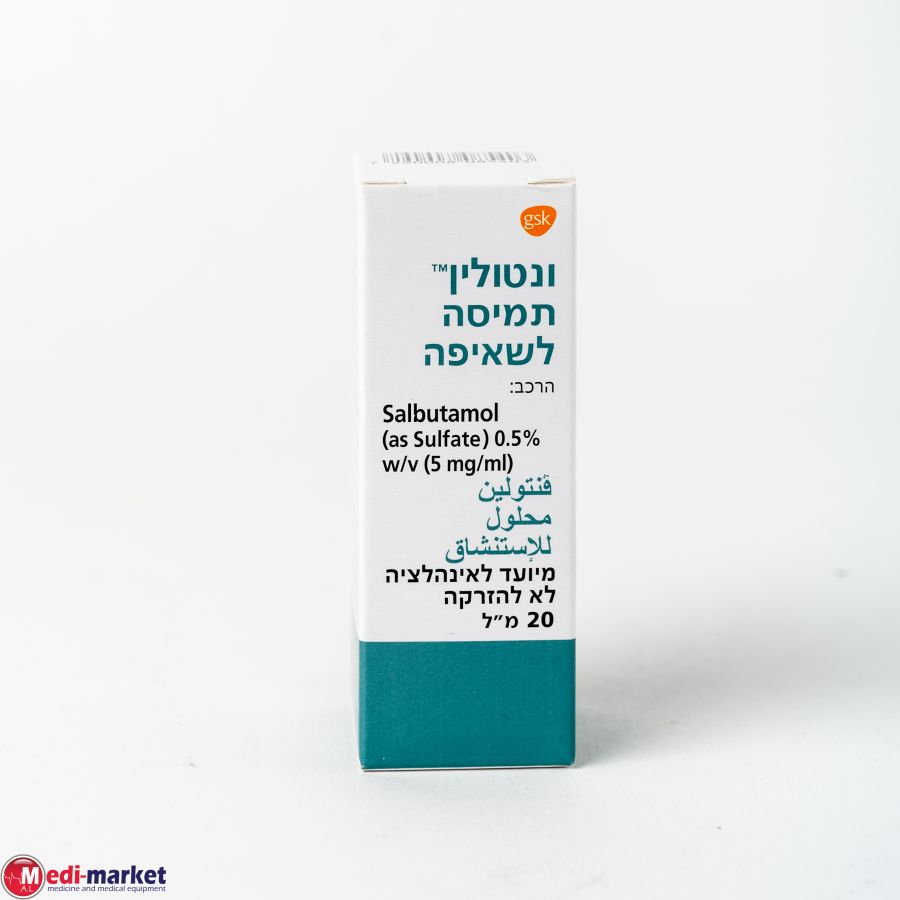 gsk
ונטולין™
תמיסה
לשאיפה
הרכב:
Salbutamol
(as Sulfate) 0.5%
w/v (5 mg/ml)
ڤنتولين
محلول
للإستنشاق
מיועד לאינהלציה
לא להזרקה
20 מ״ל
Medi-market
A.L
medicine and medical equipment